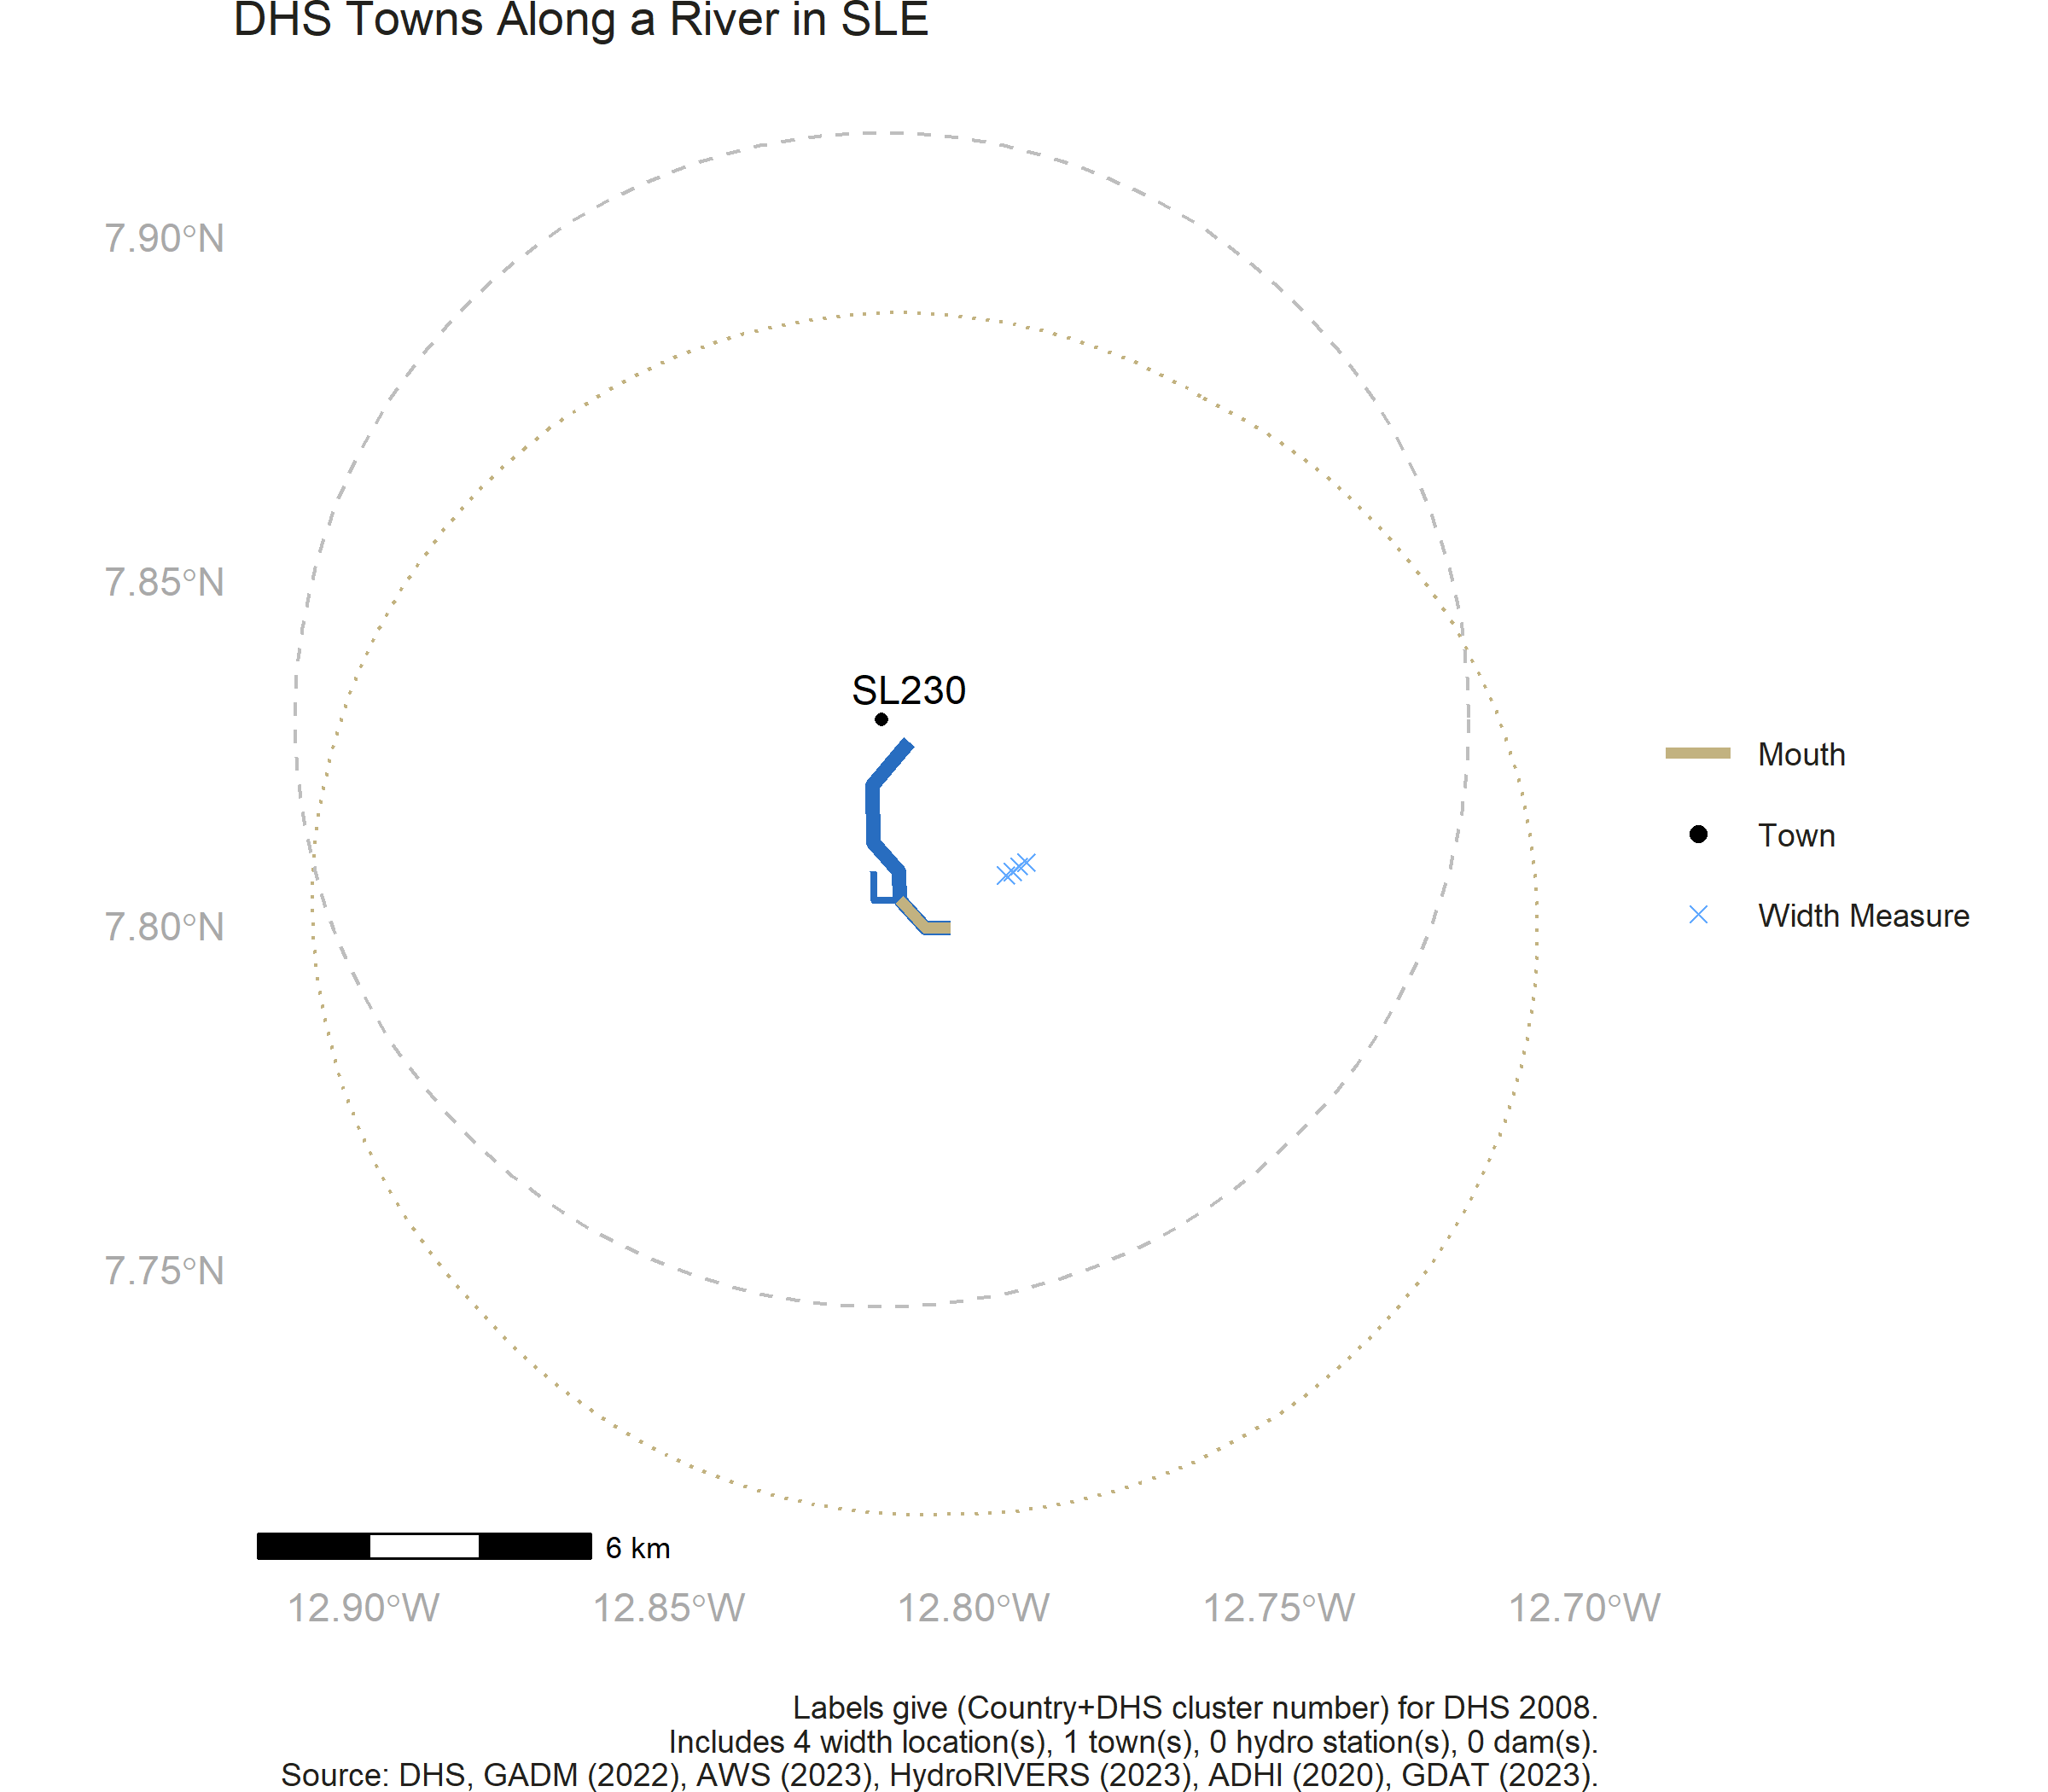 DHS Towns Along a River in SLE
7.90°N
7.85°N
7.80°N
7.75°N
SL230
Mouth
Town
Width Measure
6 km
12.90°W
12.85°W
12.80°W
12.75°W
12.70°W
Labels give (Country+DHS cluster number) for DHS 2008.
Includes 4 width location(s), 1 town(s), 0 hydro station(s), 0 dam(s).
Source: DHS, GADM (2022), AWS (2023), HydroRIVERS (2023), ADHI (2020), GDAT (2023).